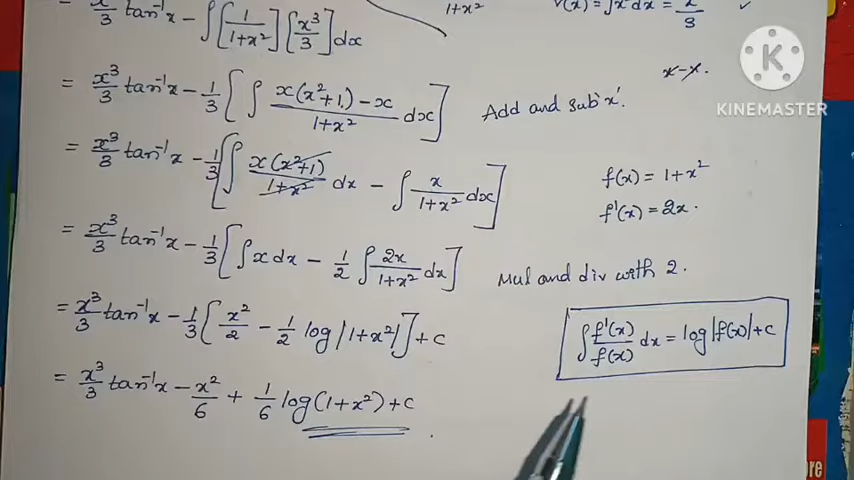 = x³/3 tan⁻¹x − ∫[1/(1+x²)][x³/3]dx
1+x²
v(x) = ∫x² dx = x³/3 ✓
= x³/3 tan⁻¹x − 1/3[∫ (x(x²+1) − x)/(1+x²) dx]
Add and sub 'x'.
x−x.
K
KINEMASTER
= x³/3 tan⁻¹x − 1/3[∫ x(x²+1)/(1+x²) dx − ∫ x/(1+x²) dx]
f(x) = 1+x²
f'(x) = 2x.
= x³/3 tan⁻¹x − 1/3[∫x dx − 1/2 ∫ 2x/(1+x²) dx]
Mul and div with 2.
= x³/3 tan⁻¹x − 1/3[x²/2 − 1/2 log|1+x²|] + c
∫ f'(x)/f(x) dx = log|f(x)|+c
= x³/3 tan⁻¹x − x²/6 + 1/6 log(1+x²)+c